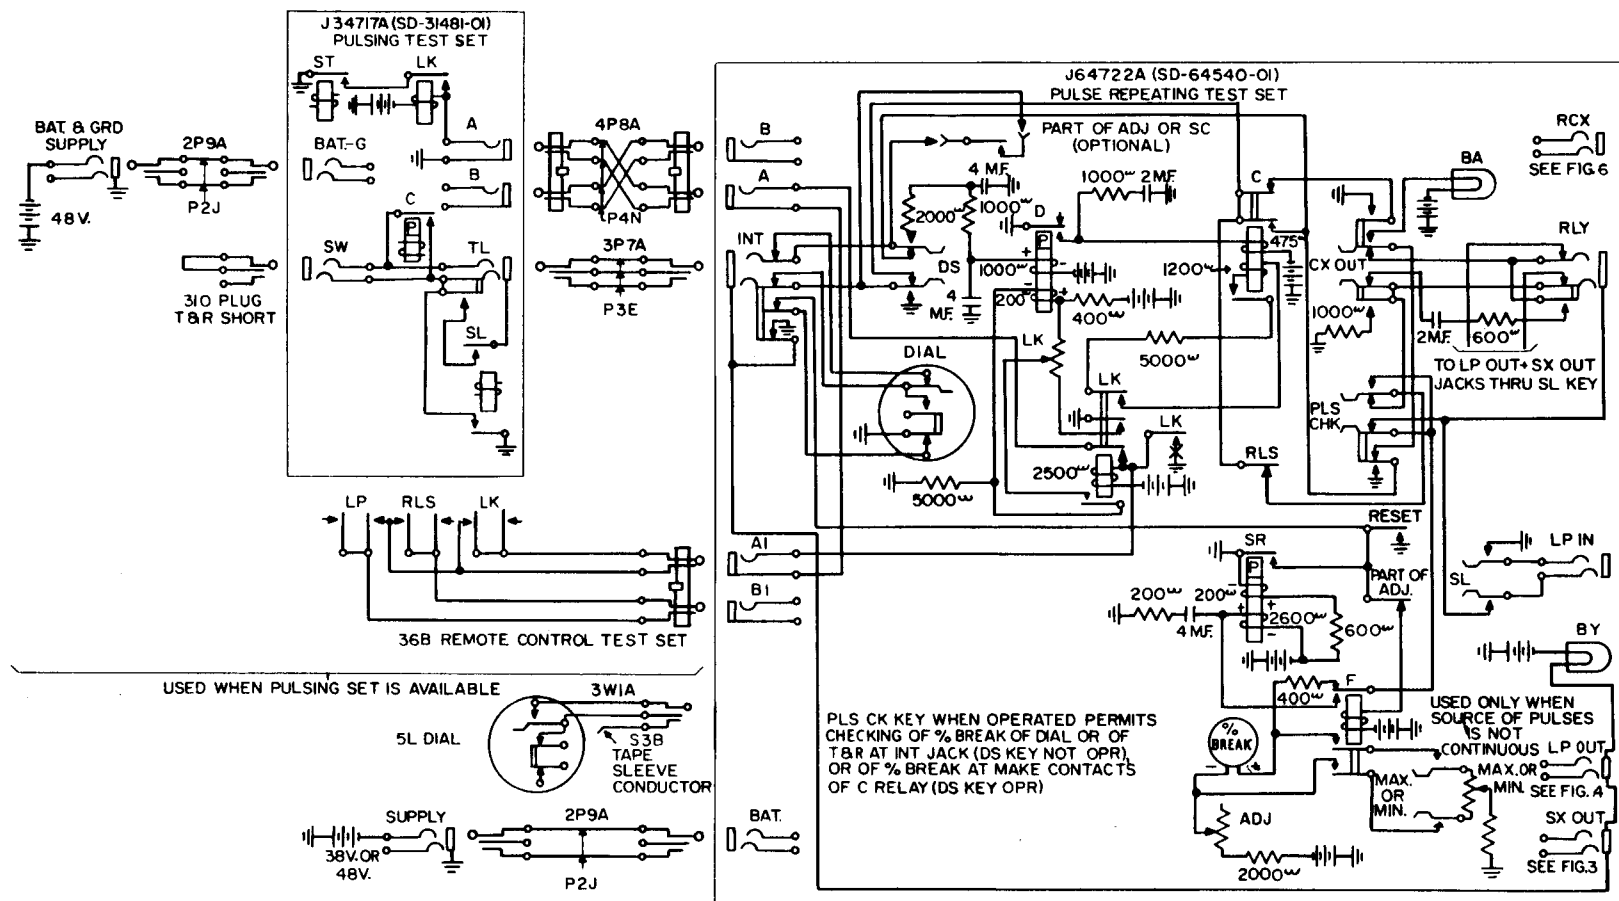 J34717A (SD-31481-01)
PULSING TEST SET
ST
LK
A
BAT.-G
B
C
P
SW
TL
SL
BAT. & GRD
SUPPLY
48V.
2P9A
P2J
310 PLUG
T&R SHORT
4P8A
P4N
3P7A
P3E
J64722A (SD-64540-01)
PULSE REPEATING TEST SET
B
A
INT
PART OF ADJ OR SC
(OPTIONAL)
4 MF.
2000ω
1000ω
D
P
+
-
1000ω
-
+
200ω
DS
4
MF.
400ω
1000ω
2MF.
C
475ω
1200ω
5000ω
LK
DIAL
LK
LK
2500ω
5000ω
RLS
BA
RCX
SEE FIG.6
RLY
CX OUT
1000ω
2MF.
600ω
TO LP OUT+SX OUT
JACKS THRU SL KEY
PLS
CHK
RESET
PART OF
ADJ.
LP IN
SL
LP
RLS
LK
36B REMOTE CONTROL TEST SET
A1
B1
SR
P
200ω
200ω
-
+
+
-
4 MF.
2600ω
600ω
BY
USED WHEN PULSING SET IS AVAILABLE
5L DIAL
3W1A
S3B
TAPE
SLEEVE
CONDUCTOR
PLS CK KEY WHEN OPERATED PERMITS
CHECKING OF % BREAK OF DIAL OR OF
T&R AT INT JACK (DS KEY NOT OPR),
OR OF % BREAK AT MAKE CONTACTS
OF C RELAY (DS KEY OPR)
400ω
F
%
BREAK
-
+
USED ONLY WHEN
SOURCE OF PULSES
IS NOT
CONTINUOUS
MAX.
OR
MIN.
MAX. OR
MIN.
LP OUT
SEE FIG. 4
SX OUT
SEE FIG.3
ADJ
2000ω
SUPPLY
38V. OR
48V.
2P9A
P2J
BAT.